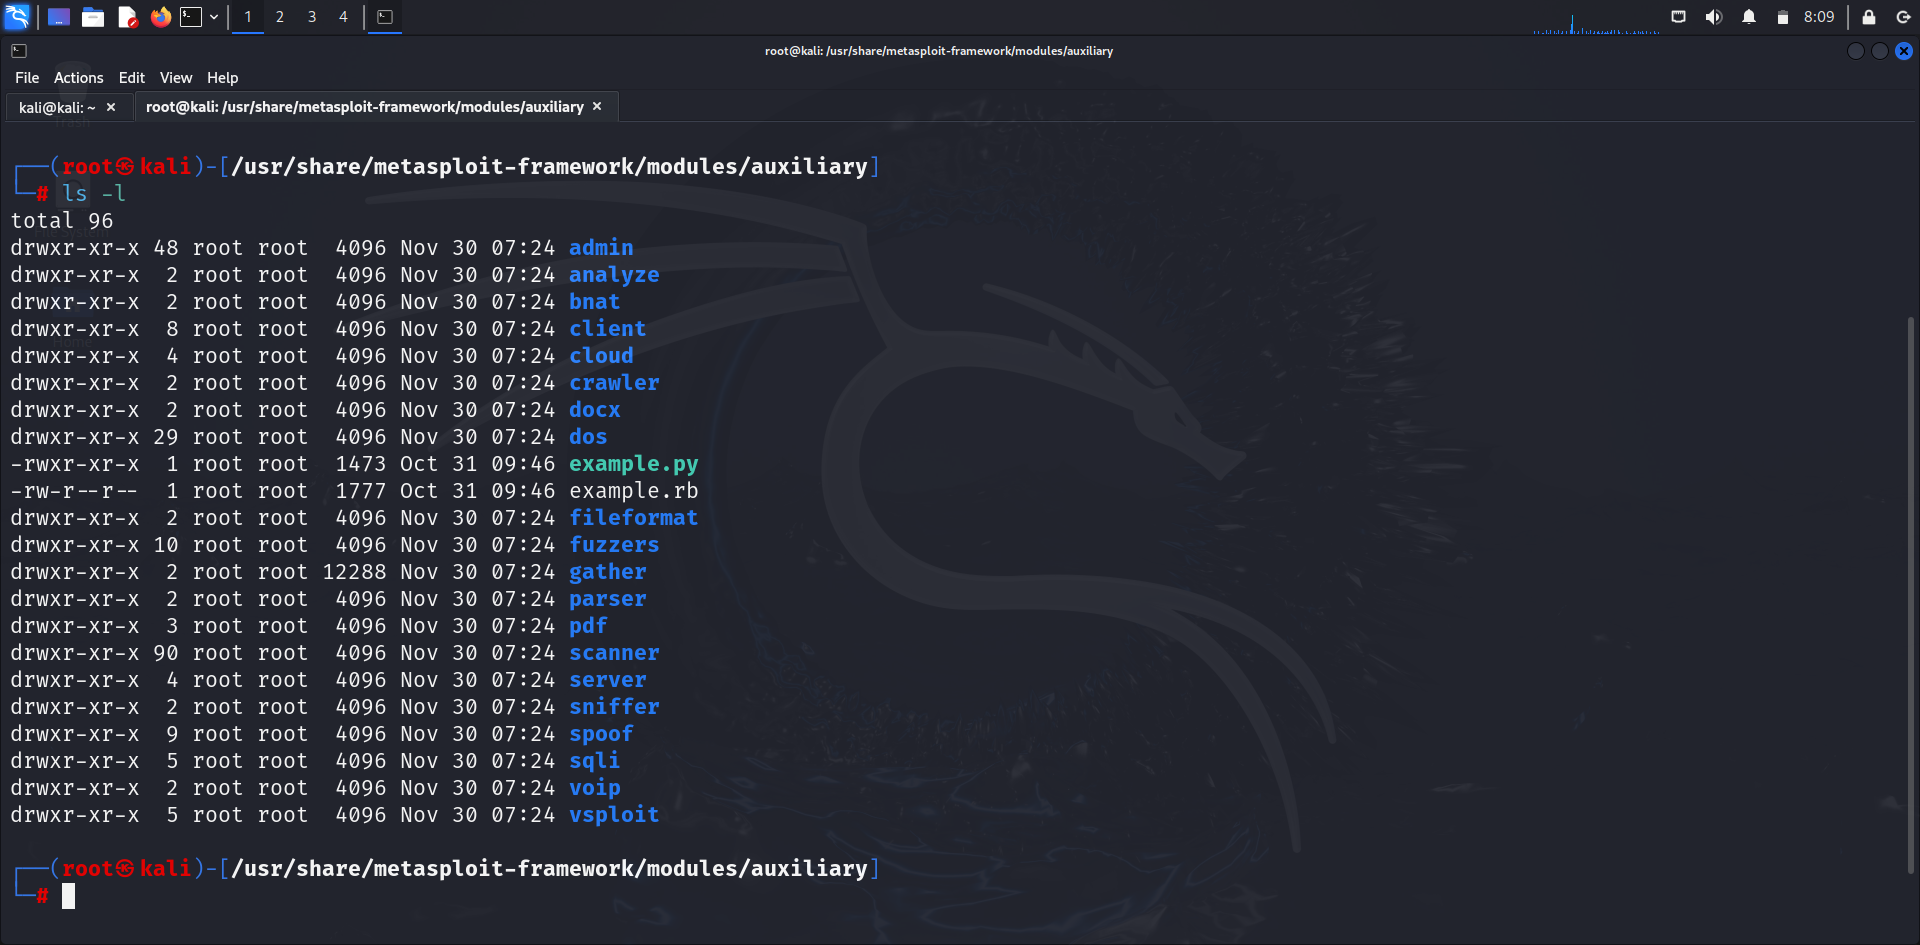 1 2 3 4 8:09
root@kali: /usr/share/metasploit-framework/modules/auxiliary
File Actions Edit View Help
kali@kali: ~ × root@kali: /usr/share/metasploit-framework/modules/auxiliary ×
Trash
┌──(root㉿kali)-[/usr/share/metasploit-framework/modules/auxiliary]
└─# ls -l
total 96
File System
drwxr-xr-x 48 root root  4096 Nov 30 07:24 admin
drwxr-xr-x  2 root root  4096 Nov 30 07:24 analyze
drwxr-xr-x  2 root root  4096 Nov 30 07:24 bnat
drwxr-xr-x  8 root root  4096 Nov 30 07:24 client
Home
drwxr-xr-x  4 root root  4096 Nov 30 07:24 cloud
drwxr-xr-x  2 root root  4096 Nov 30 07:24 crawler
drwxr-xr-x  2 root root  4096 Nov 30 07:24 docx
drwxr-xr-x 29 root root  4096 Nov 30 07:24 dos
-rwxr-xr-x  1 root root  1473 Oct 31 09:46 example.py
-rw-r--r--  1 root root  1777 Oct 31 09:46 example.rb
drwxr-xr-x  2 root root  4096 Nov 30 07:24 fileformat
drwxr-xr-x 10 root root  4096 Nov 30 07:24 fuzzers
drwxr-xr-x  2 root root 12288 Nov 30 07:24 gather
drwxr-xr-x  2 root root  4096 Nov 30 07:24 parser
drwxr-xr-x  3 root root  4096 Nov 30 07:24 pdf
drwxr-xr-x 90 root root  4096 Nov 30 07:24 scanner
drwxr-xr-x  4 root root  4096 Nov 30 07:24 server
drwxr-xr-x  2 root root  4096 Nov 30 07:24 sniffer
drwxr-xr-x  9 root root  4096 Nov 30 07:24 spoof
drwxr-xr-x  5 root root  4096 Nov 30 07:24 sqli
drwxr-xr-x  2 root root  4096 Nov 30 07:24 voip
drwxr-xr-x  5 root root  4096 Nov 30 07:24 vsploit
┌──(root㉿kali)-[/usr/share/metasploit-framework/modules/auxiliary]
└─#